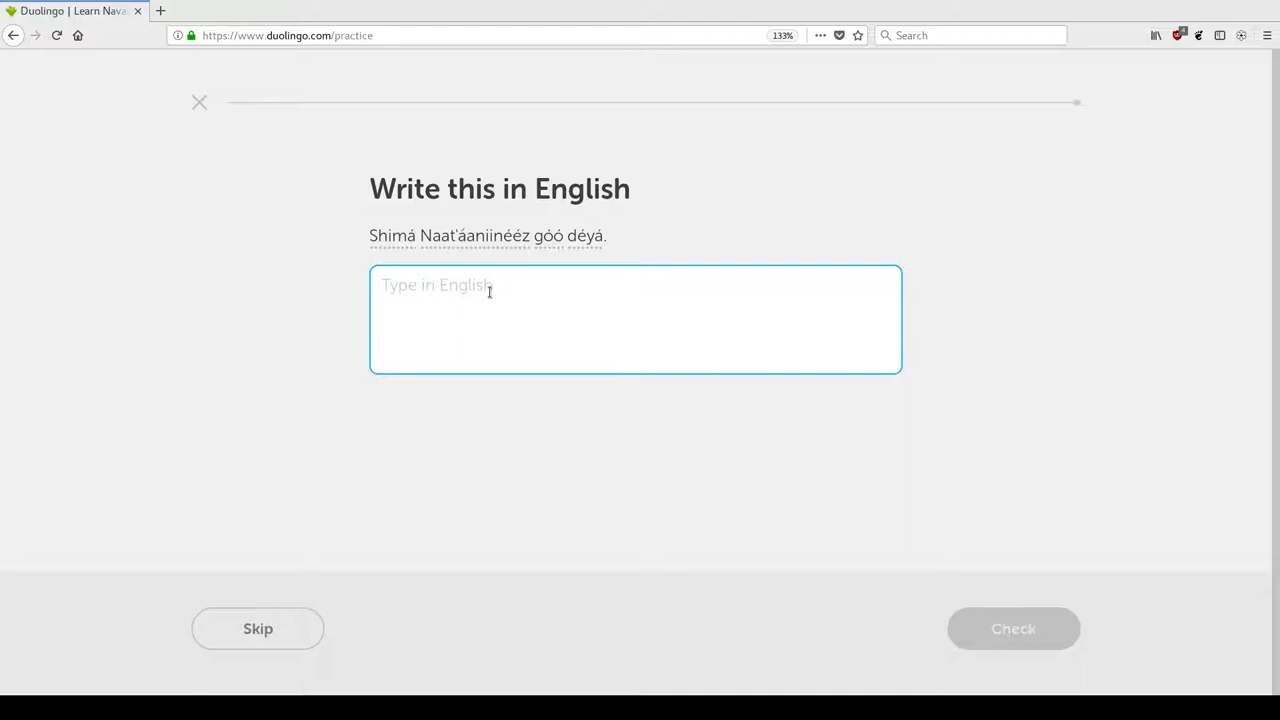 Duolingo | Learn Nava
https://www.duolingo.com/practice
133%
Search
Write this in English
Shimá Naat'áaniinééz góó déyá.
Type in English
Skip
Check